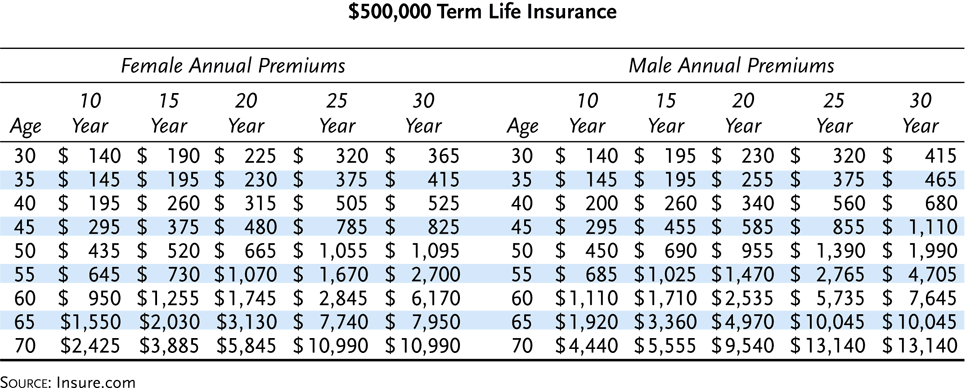 $500,000 Term Life Insurance
Female Annual Premiums Male Annual Premiums
10 15 20 25 30 10 15 20 25 30
Age Year Year Year Year Year Age Year Year Year Year Year
30 $ 140 $ 190 $ 225 $ 320 $ 365 30 $ 140 $ 195 $ 230 $ 320 $ 415
35 $ 145 $ 195 $ 230 $ 375 $ 415 35 $ 145 $ 195 $ 255 $ 375 $ 465
40 $ 195 $ 260 $ 315 $ 505 $ 525 40 $ 200 $ 260 $ 340 $ 560 $ 680
45 $ 295 $ 375 $ 480 $ 785 $ 825 45 $ 295 $ 455 $ 585 $ 855 $ 1,110
50 $ 435 $ 520 $ 665 $ 1,055 $ 1,095 50 $ 450 $ 690 $ 955 $ 1,390 $ 1,990
55 $ 645 $ 730 $1,070 $ 1,670 $ 2,700 55 $ 685 $1,025 $1,470 $ 2,765 $ 4,705
60 $ 950 $1,255 $1,745 $ 2,845 $ 6,170 60 $1,110 $1,710 $2,535 $ 5,735 $ 7,645
65 $1,550 $2,030 $3,130 $ 7,740 $ 7,950 65 $1,920 $3,360 $4,970 $10,045 $10,045
70 $2,425 $3,885 $5,845 $10,990 $10,990 70 $4,440 $5,555 $9,540 $13,140 $13,140
SOURCE: Insure.com